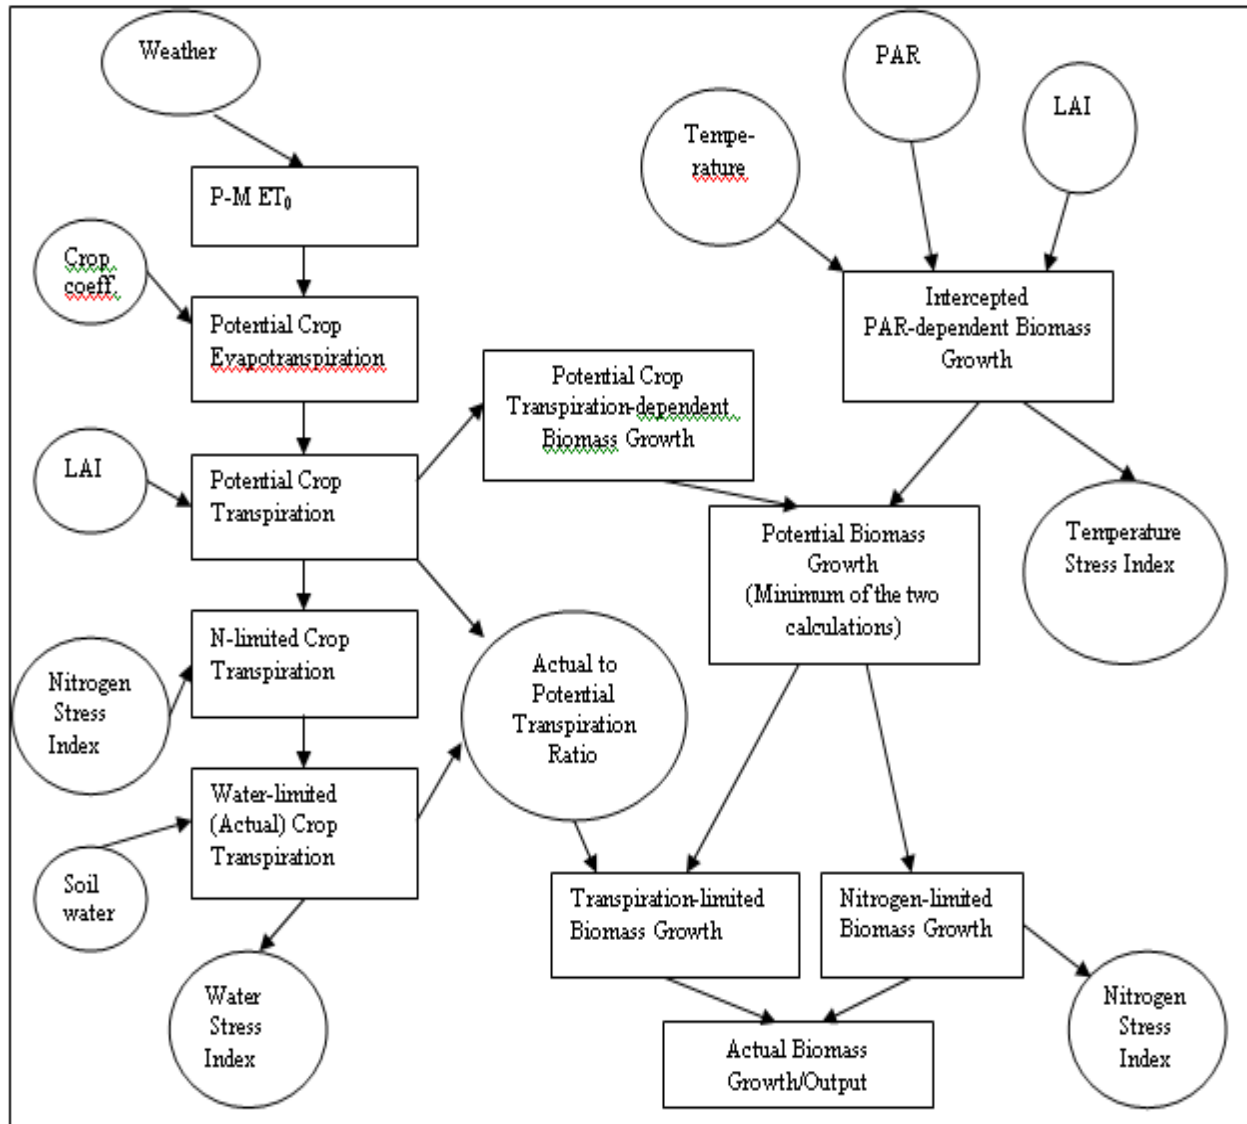 Weather
P-M ET₀
Crop
coeff.
Potential Crop
Evapotranspiration
LAI
Potential Crop
Transpiration
N-limited Crop
Transpiration
Nitrogen
Stress
Index
Water-limited
(Actual) Crop
Transpiration
Soil
water
Water
Stress
Index
Potential Crop
Transpiration-dependent
Biomass Growth
Actual to
Potential
Transpiration
Ratio
Tempe-
rature
PAR
LAI
Intercepted
PAR-dependent Biomass
Growth
Potential Biomass
Growth
(Minimum of the two
calculations)
Temperature
Stress Index
Transpiration-limited
Biomass Growth
Nitrogen-limited
Biomass Growth
Nitrogen
Stress
Index
Actual Biomass
Growth/Output